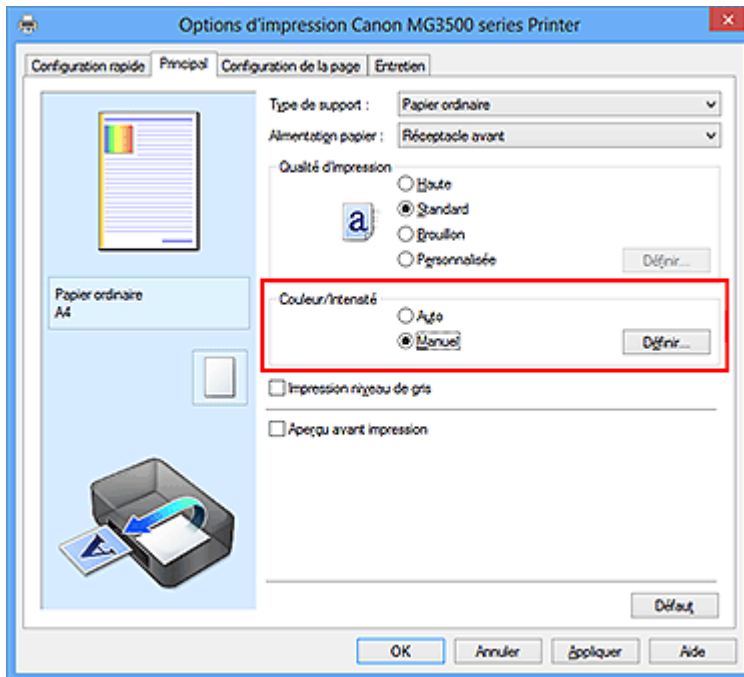 Options d'impression Canon MG3500 series Printer
Configuration rapide Principal Configuration de la page Entretien
Type de support : Papier ordinaire
Alimentation papier : Réceptacle avant
Qualité d'impression
Haute
a Standard
Brouillon
Personnalisée Définir...
Papier ordinaire
A4
Couleur/Intensité
Auto
Manuel Définir...
Impression niveau de gris
Aperçu avant impression
A
Défaut
OK Annuler Appliquer Aide